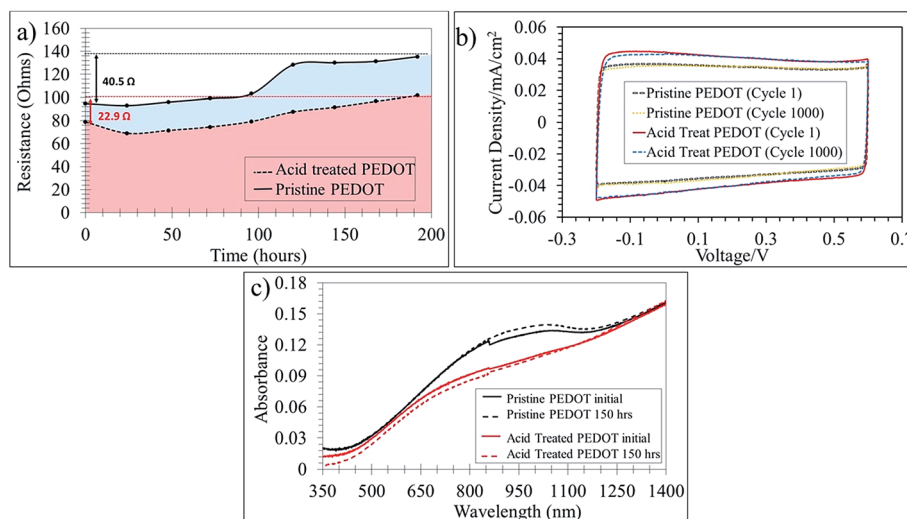 a)
Resistance (Ohms)
160
140
120
100
80
60
40
20
0
40.5 Ω
22.9 Ω
Acid treated PEDOT
Pristine PEDOT
0
50
100
150
200
Time (hours)
b)
Current Density/mA/cm²
0.06
0.04
0.02
0
-0.02
-0.04
-0.06
Pristine PEDOT (Cycle 1)
Pristine PEDOT (Cycle 1000)
Acid Treat PEDOT (Cycle 1)
Acid Treat PEDOT (Cycle 1000)
-0.3
-0.1
0.1
0.3
0.5
0.7
Voltage/V
c)
Absorbance
0.18
0.15
0.12
0.09
0.06
0.03
0
Pristine PEDOT initial
Pristine PEDOT 150 hrs
Acid Treated PEDOT initial
Acid Treated PEDOT 150 hrs
350
500
650
800
950
1100
1250
1400
Wavelength (nm)